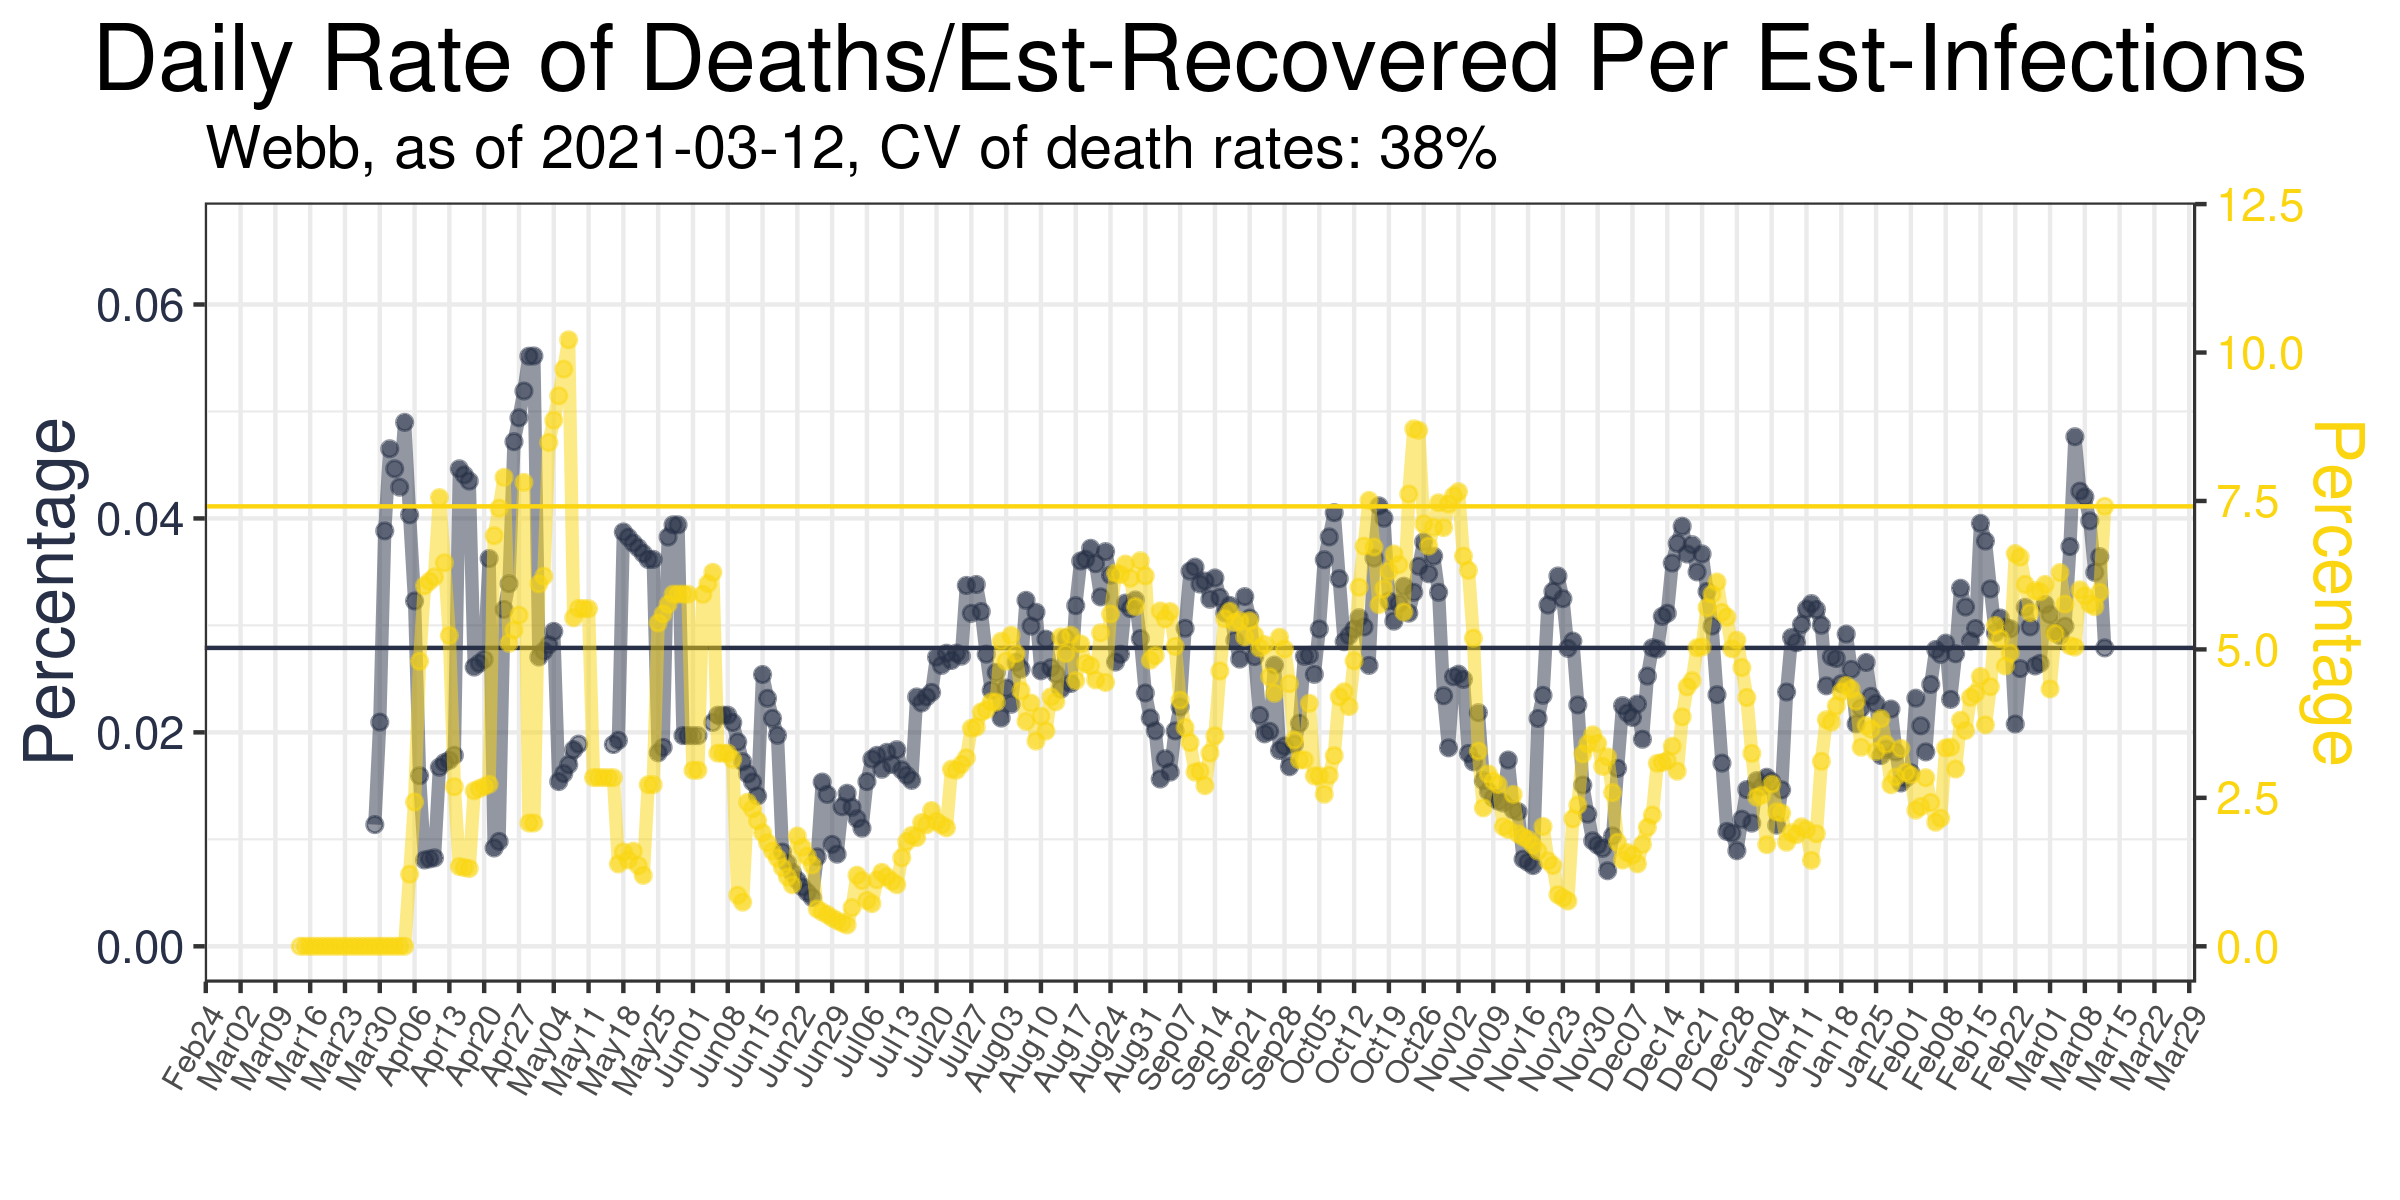 Daily Rate of Deaths/Est-Recovered Per Est-Infections
Webb, as of 2021-03-12, CV of death rates: 38%
Percentage
0.06
0.04
0.02
0.00
12.5
10.0
7.5
5.0
2.5
0.0
Percentage
Feb24
Mar02
Mar09
Mar16
Mar23
Mar30
Apr06
Apr13
Apr20
Apr27
May04
May11
May18
May25
Jun01
Jun08
Jun15
Jun22
Jun29
Jul06
Jul13
Jul20
Jul27
Aug03
Aug10
Aug17
Aug24
Aug31
Sep07
Sep14
Sep21
Sep28
Oct05
Oct12
Oct19
Oct26
Nov02
Nov09
Nov16
Nov23
Nov30
Dec07
Dec14
Dec21
Dec28
Jan04
Jan11
Jan18
Jan25
Feb01
Feb08
Feb15
Feb22
Mar01
Mar08
Mar15
Mar22
Mar29